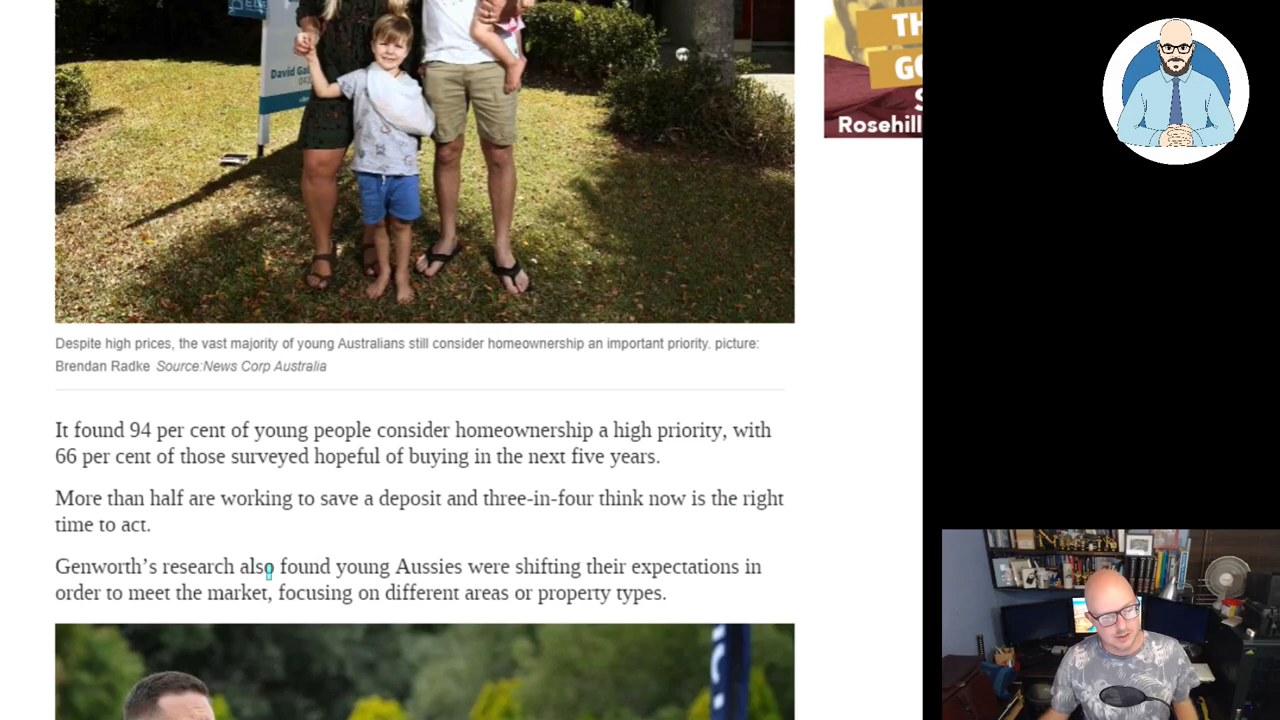 David
TH
GO
S
Rosehill
Despite high prices, the vast majority of young Australians still consider homeownership an important priority. picture:
Brendan Radke Source:News Corp Australia
It found 94 per cent of young people consider homeownership a high priority, with
66 per cent of those surveyed hopeful of buying in the next five years.
More than half are working to save a deposit and three-in-four think now is the right
time to act.
Genworth’s research also found young Aussies were shifting their expectations in
order to meet the market, focusing on different areas or property types.